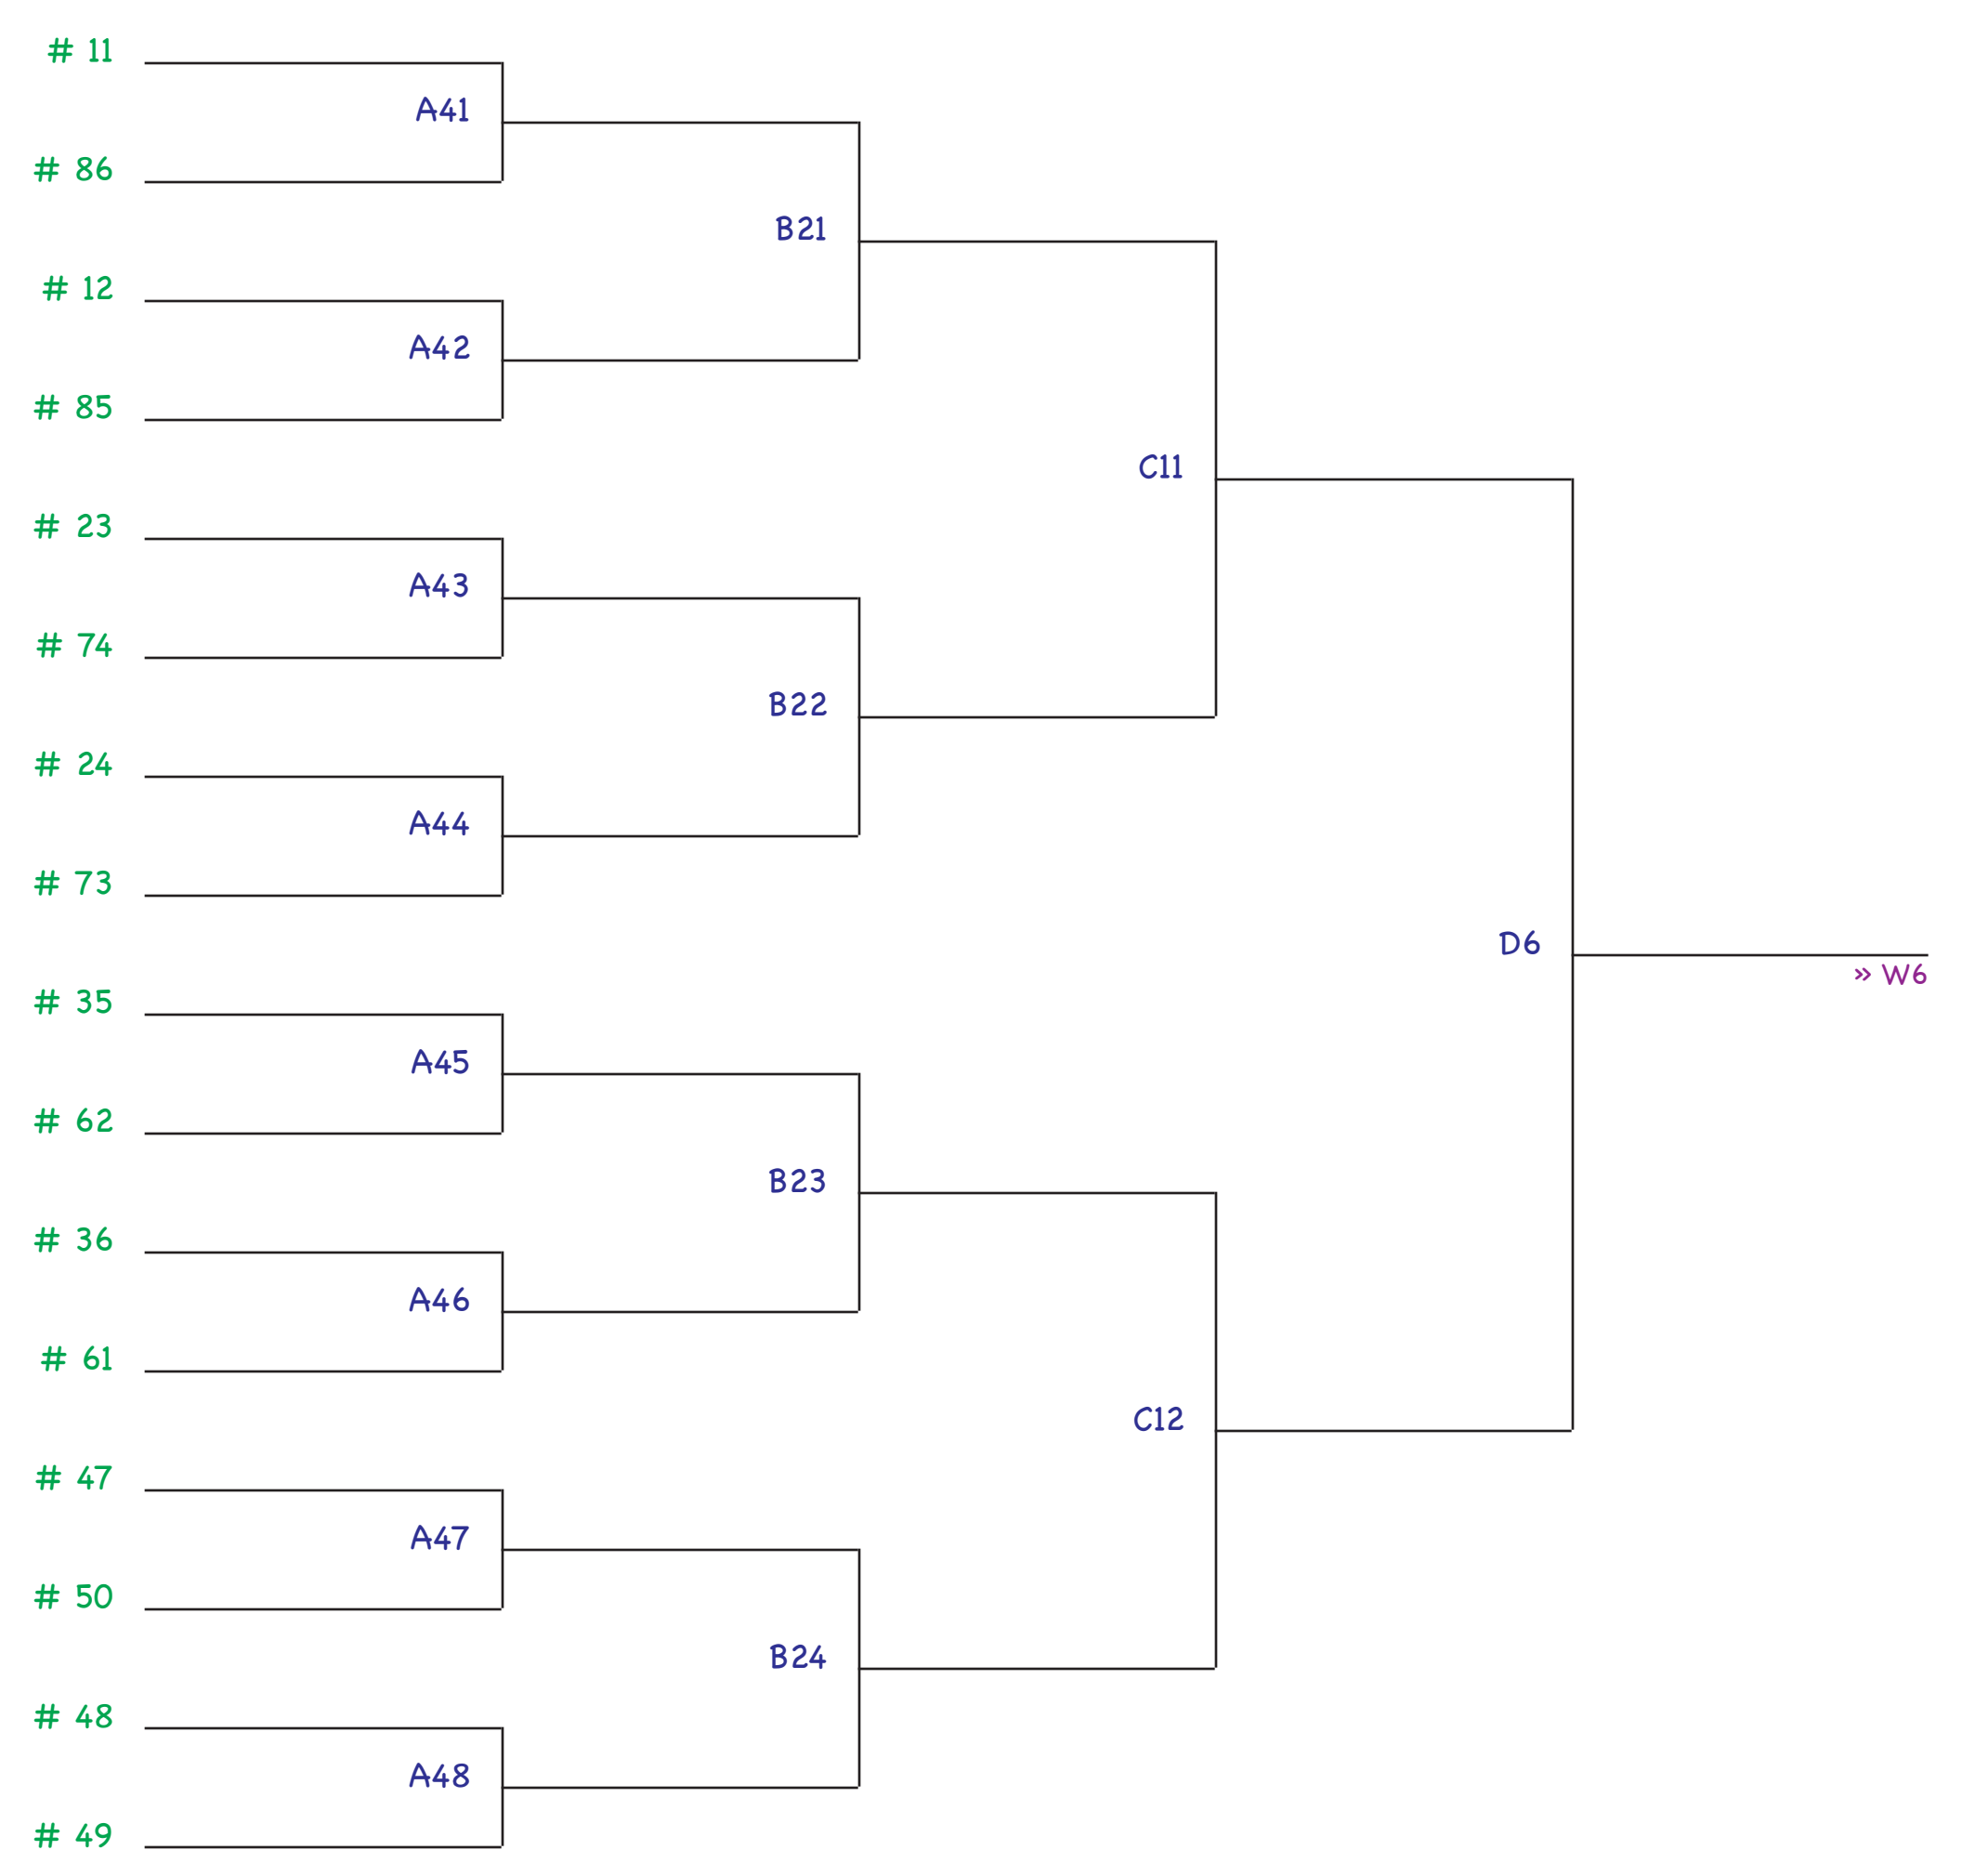 # 11
A41
# 86
B21
# 12
A42
# 85
C11
# 23
A43
# 74
B22
# 24
A44
# 73
D6
» W6
# 35
A45
# 62
B23
# 36
A46
# 61
C12
# 47
A47
# 50
B24
# 48
A48
# 49